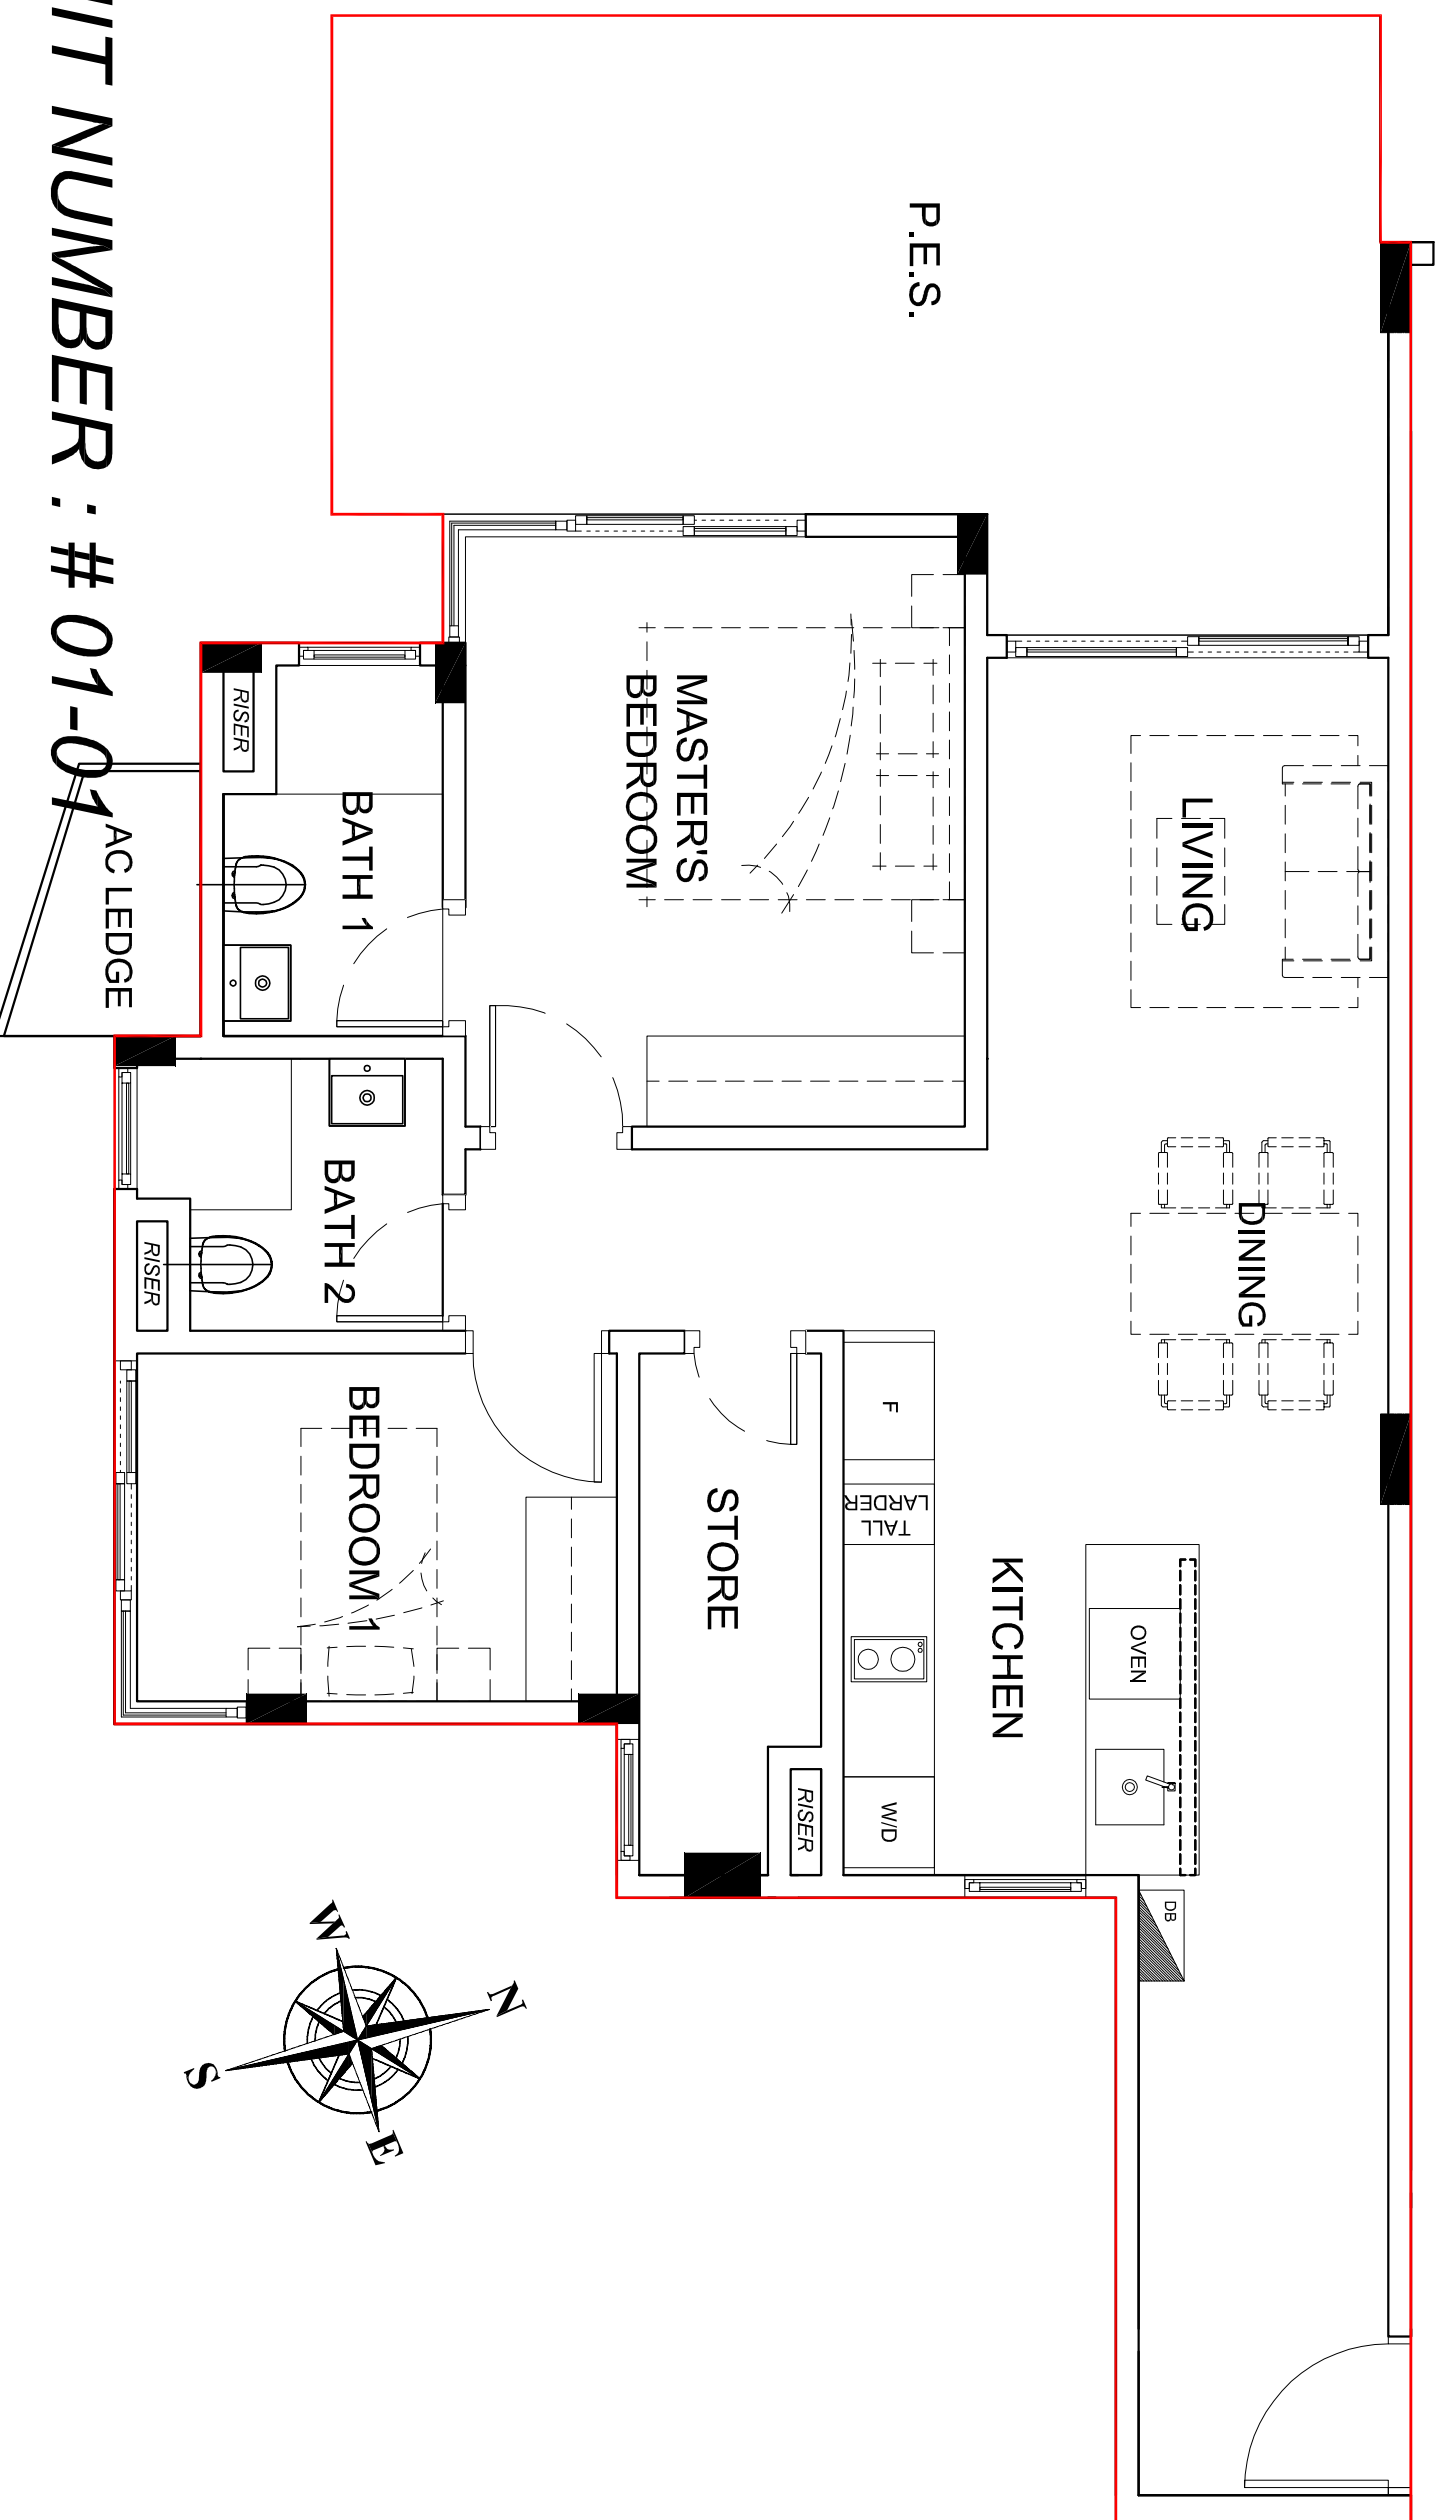 NUMBER : # 01-01
P.E.S.
MASTER'S
BEDROOM
LIVING
RISER
BATH 1
AC LEDGE
DINING
BATH 2
RISER
F
BEDROOM 1
TALL
LARDER
STORE
KITCHEN
OVEN
RISER
W/D
DB
W
N
S
E